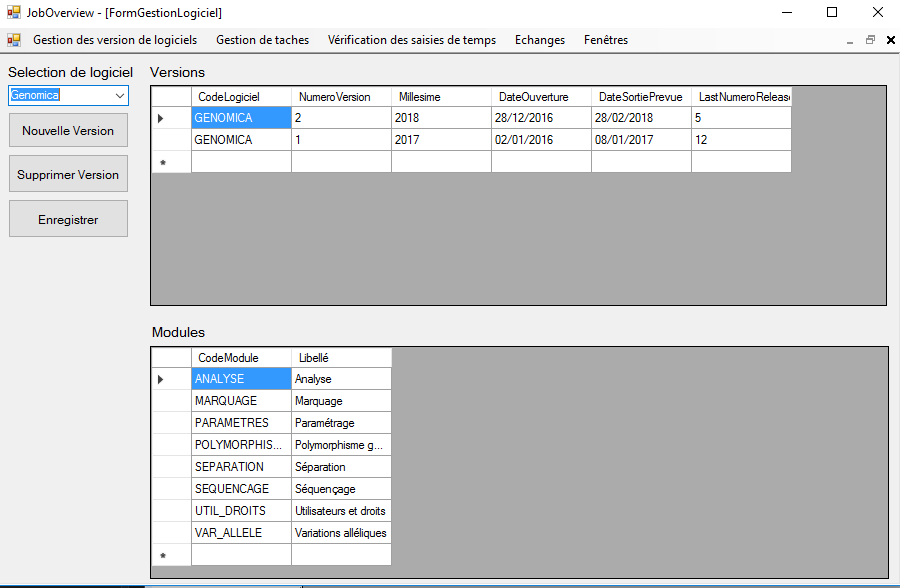 JobOverview - [FormGestionLogiciel]
Gestion des version de logiciels Gestion de taches Vérification des saisies de temps Echanges Fenêtres
Selection de logiciel
Genomica
Nouvelle Version
Supprimer Version
Enregistrer
Versions
CodeLogiciel NumeroVersion Millesime DateOuverture DateSortiePrevue LastNumeroRelease
GENOMICA 2 2018 28/12/2016 28/02/2018 5
GENOMICA 1 2017 02/01/2016 08/01/2017 12
Modules
CodeModule Libellé
ANALYSE Analyse
MARQUAGE Marquage
PARAMETRES Paramétrage
POLYMORPHIS... Polymorphisme g...
SEPARATION Séparation
SEQUENCAGE Séquençage
UTIL_DROITS Utilisateurs et droits
VAR_ALLELE Variations alléliques